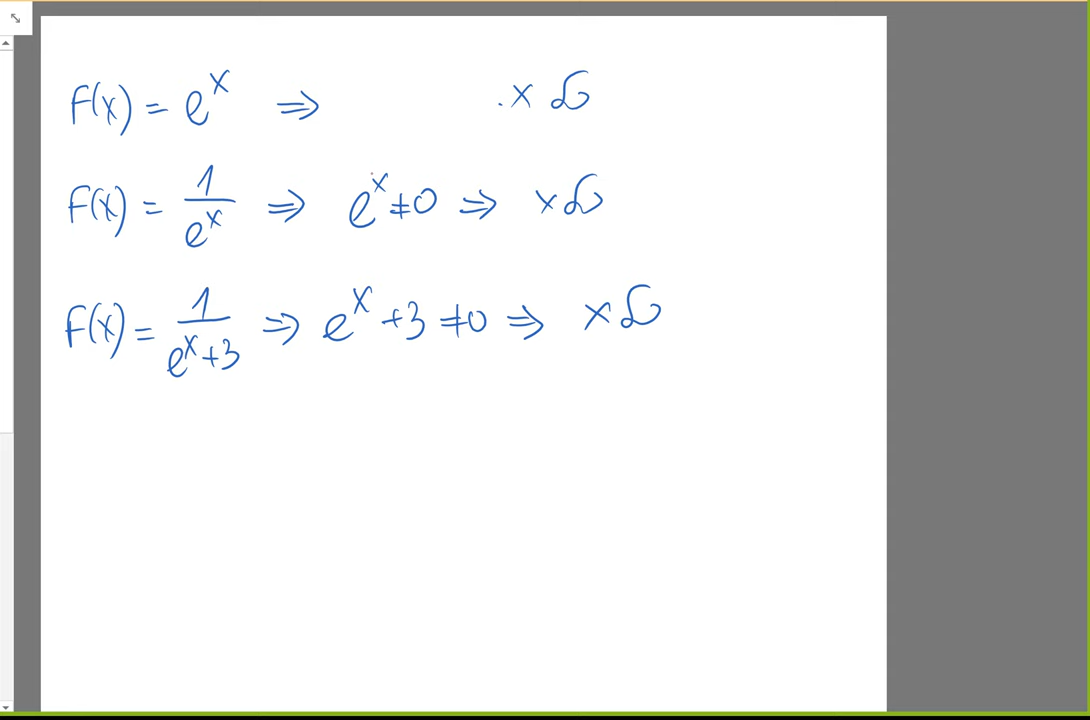 F(x) = e^x ⇒ . x ௹
F(x) = 1/e^x ⇒ e^x ≠ 0 ⇒ x
F(x) = 1/(e^x+3) ⇒ e^x + 3 ≠ 0 ⇒ x